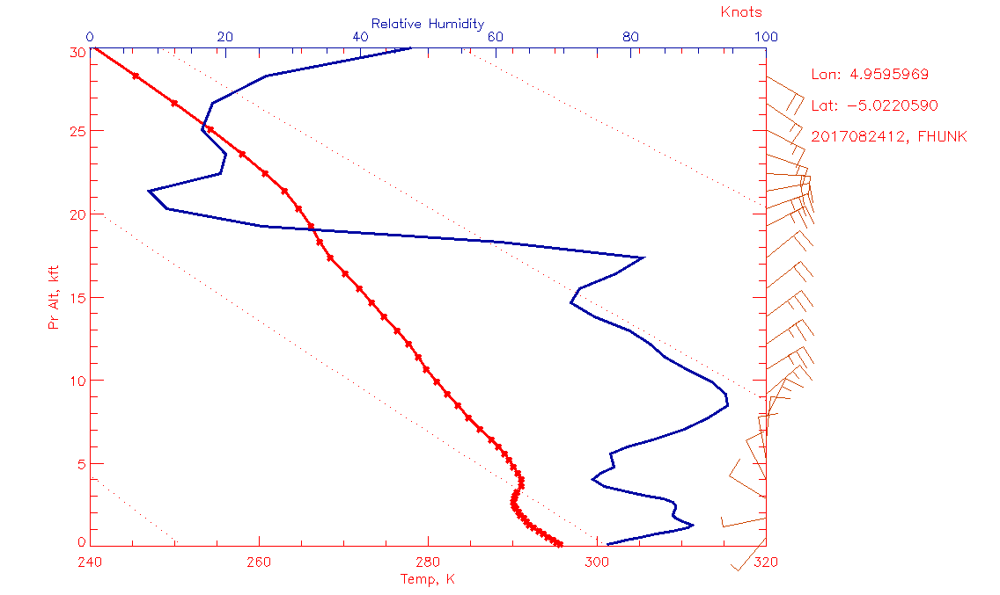 Knots
Relative Humidity
0 20 40 60 80 100
30
25
20
15
10
5
0
Pr Alt, kft
240 260 280 300 320
Temp, K
Lon: 4.9595969
Lat: −5.0220590
2017082412, FHUNK